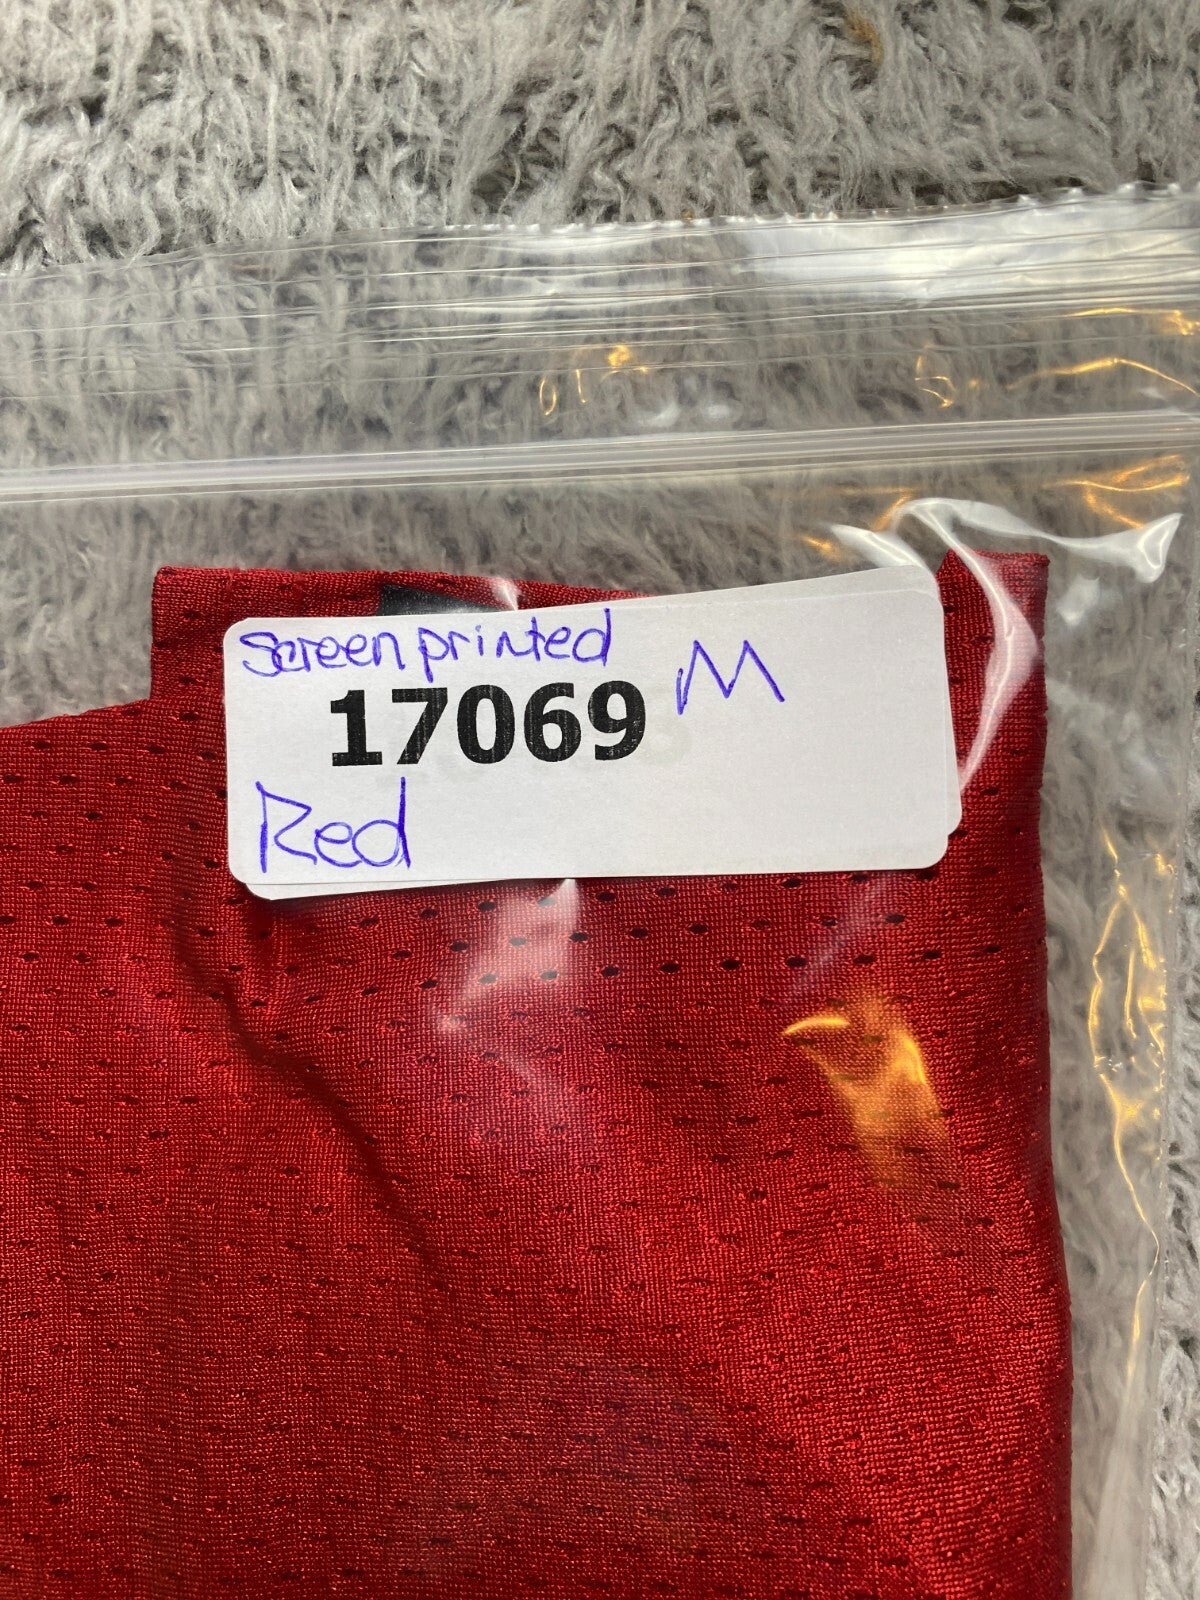 Screen printed
17069 M
Red